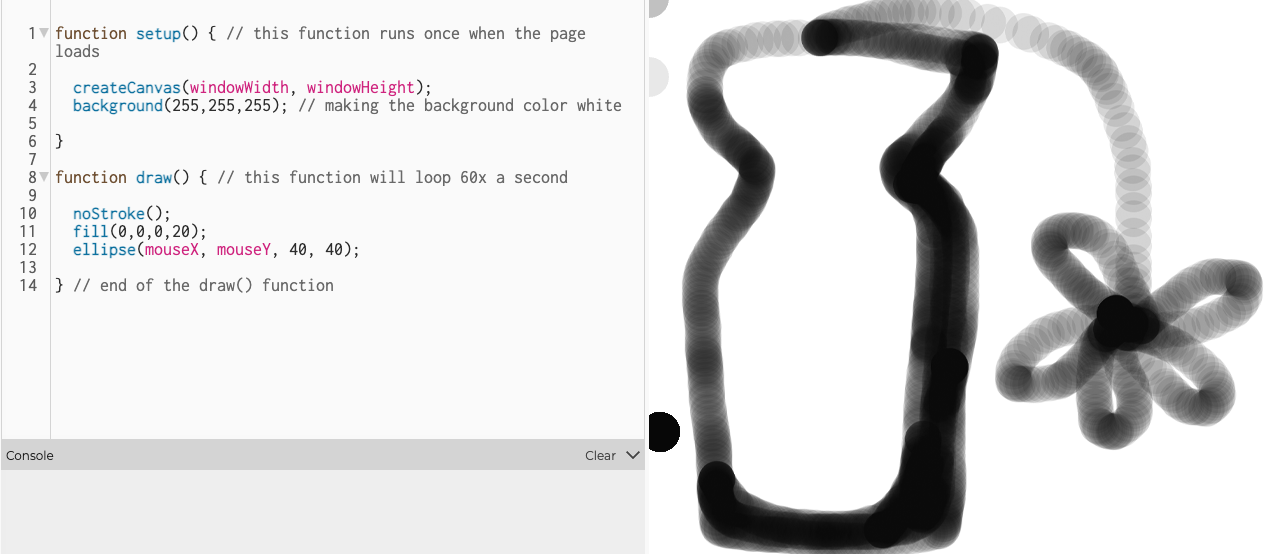 1 function setup() { // this function runs once when the page
loads
2
3 createCanvas(windowWidth, windowHeight);
4 background(255,255,255); // making the background color white
5
6 }
7
8 function draw() { // this function will loop 60x a second
9
10 noStroke();
11 fill(0,0,0,20);
12 ellipse(mouseX, mouseY, 40, 40);
13
14 } // end of the draw() function
Console Clear